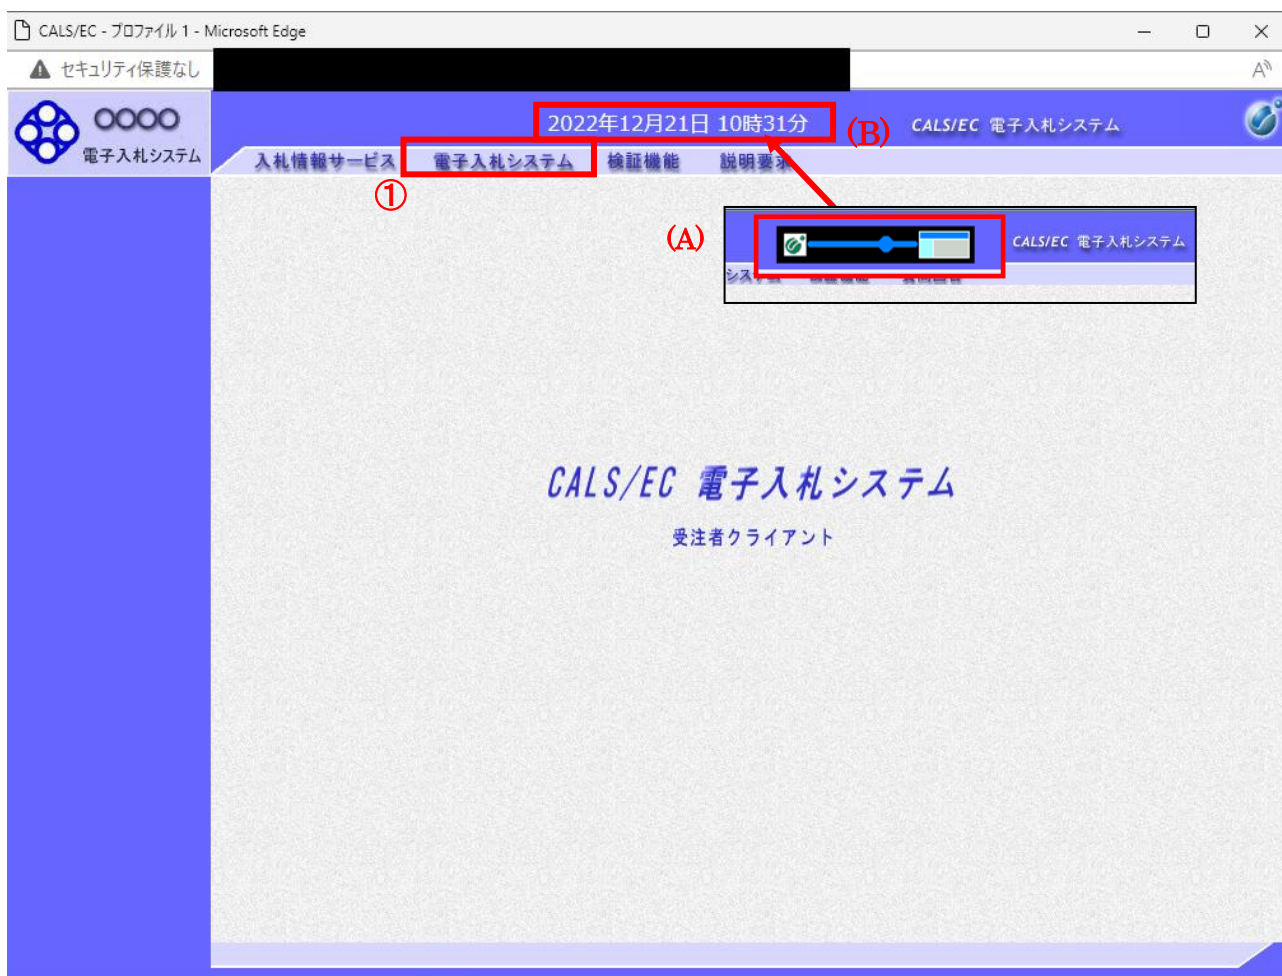 CALS/EC - プロファイル 1 - Microsoft Edge
セキュリティ保護なし
〇〇〇〇
電子入札システム
2022年12月21日 10時31分
(B)
CALS/EC 電子入札システム
入札情報サービス 電子入札システム 検証機能 説明要求
①
(A)
CALS/EC 電子入札システム
システム
CALS/EC 電子入札システム
受注者クライアント